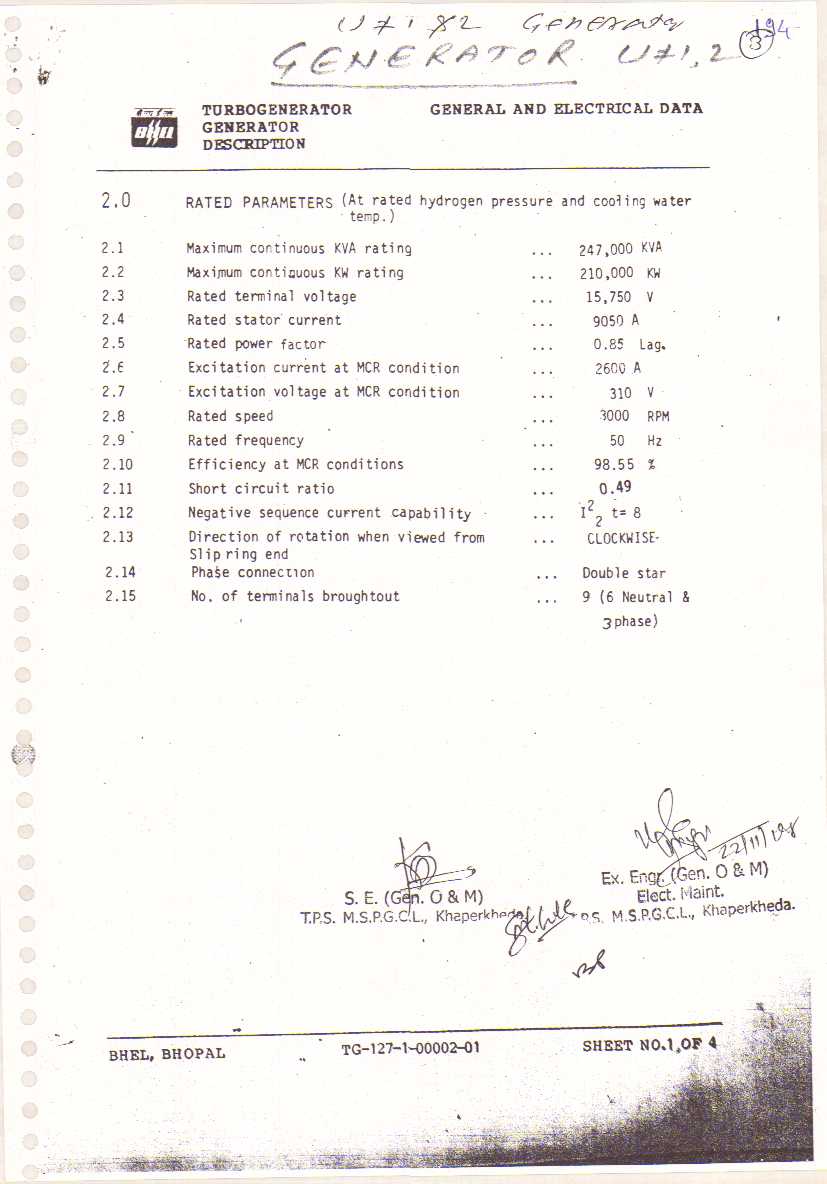 U # 1 & 2 Generator
194
GENERATOR U # 1, 2
3
TURBOGENERATOR GENERAL AND ELECTRICAL DATA
GENERATOR
DESCRIPTION
2.0 RATED PARAMETERS (At rated hydrogen pressure and cooling water
temp.)
2.1 Maximum continuous KVA rating ... 247,000 KVA
2.2 Maximum continuous KW rating ... 210,000 KW
2.3 Rated terminal voltage ... 15,750 V
2.4 Rated stator current ... 9050 A
2.5 Rated power factor ... 0.85 Lag.
2.6 Excitation current at MCR condition ... 2600 A
2.7 Excitation voltage at MCR condition ... 310 V
2.8 Rated speed ... 3000 RPM
2.9 Rated frequency ... 50 Hz
2.10 Efficiency at MCR conditions ... 98.55 %
2.11 Short circuit ratio ... 0.49
2.12 Negative sequence current capability ... I²₂ t= 8
2.13 Direction of rotation when viewed from ... CLOCKWISE
Slip ring end
2.14 Phase connection ... Double star
2.15 No. of terminals broughtout ... 9 (6 Neutral &
3 phase)
22/11/08
S. E. (Gen. O & M)
T.P.S. M.S.P.G.C.L., Khaperkheda
Ex. Engr. (Gen. O & M)
Elect. Maint.
P.S. M.S.P.G.C.L., Khaperkheda.
BHEL, BHOPAL TG-127-1-00002-01 SHEET NO.1 OF 4